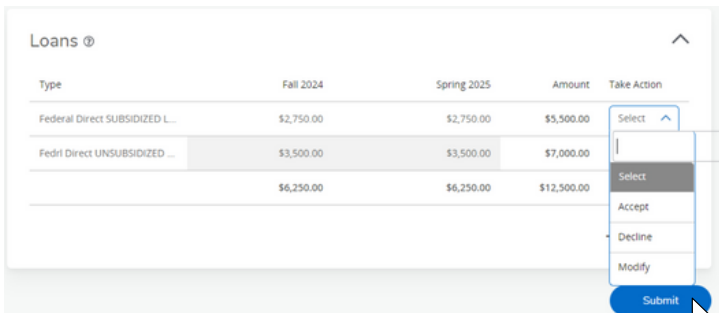 Loans ?
Type Fall 2024 Spring 2025 Amount Take Action
Federal Direct SUBSIDIZED L... $2,750.00 $2,750.00 $5,500.00 Select
Fedrl Direct UNSUBSIDIZED ... $3,500.00 $3,500.00 $7,000.00
Select
$6,250.00 $6,250.00 $12,500.00
Accept
Decline
Modify
Submit